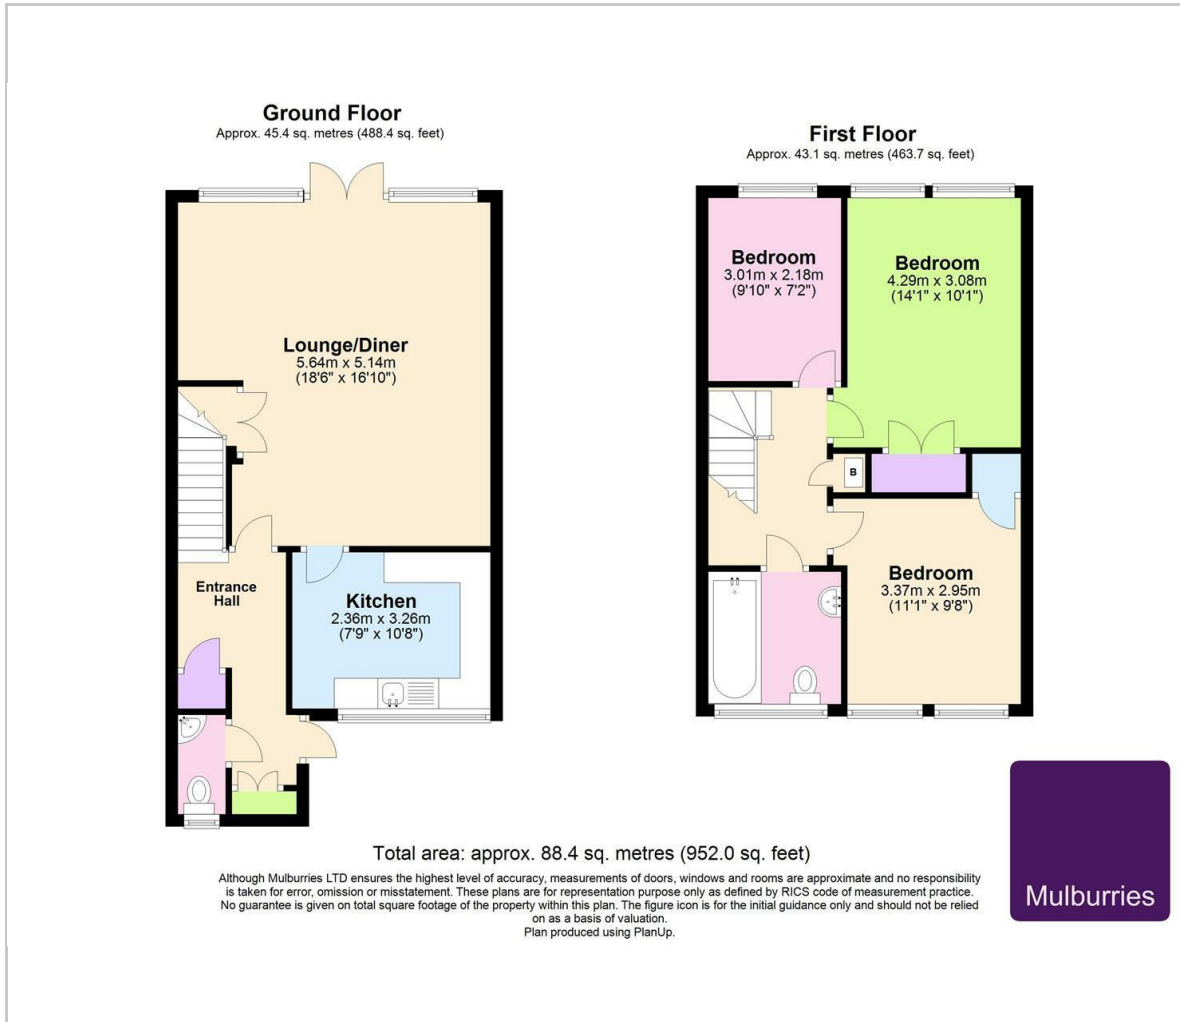 Ground Floor
Approx. 45.4 sq. metres (488.4 sq. feet)
Lounge/Diner
5.64m x 5.14m
(18'6" x 16'10")
Entrance
Hall
Kitchen
2.36m x 3.26m
(7'9" x 10'8")
First Floor
Approx. 43.1 sq. metres (463.7 sq. feet)
Bedroom
3.01m x 2.18m
(9'10" x 7'2")
Bedroom
4.29m x 3.08m
(14'1" x 10'1")
B
Bedroom
3.37m x 2.95m
(11'1" x 9'8")
Total area: approx. 88.4 sq. metres (952.0 sq. feet)
Although Mulburries LTD ensures the highest level of accuracy, measurements of doors, windows and rooms are approximate and no responsibility
is taken for error, omission or misstatement. These plans are for representation purpose only as defined by RICS code of measurement practice.
No guarantee is given on total square footage of the property within this plan. The figure icon is for the initial guidance only and should not be relied
on as a basis of valuation.
Plan produced using PlanUp.
Mulburries